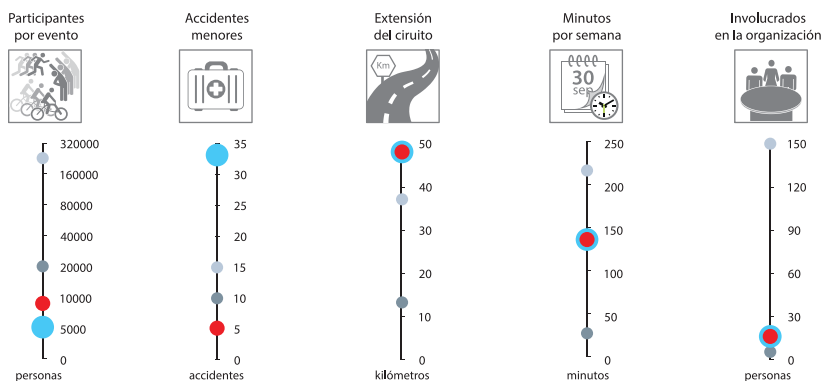 Participantes
por evento
Accidentes
menores
Extensión
del ciruito
Minutos
por semana
Involucrados
en la organización
Km
30
sep
320000
160000
80000
40000
20000
10000
5000
0
personas
35
30
25
20
15
10
5
0
accidentes
50
40
30
20
10
0
kilómetros
250
200
150
100
50
0
minutos
150
120
90
60
30
0
personas